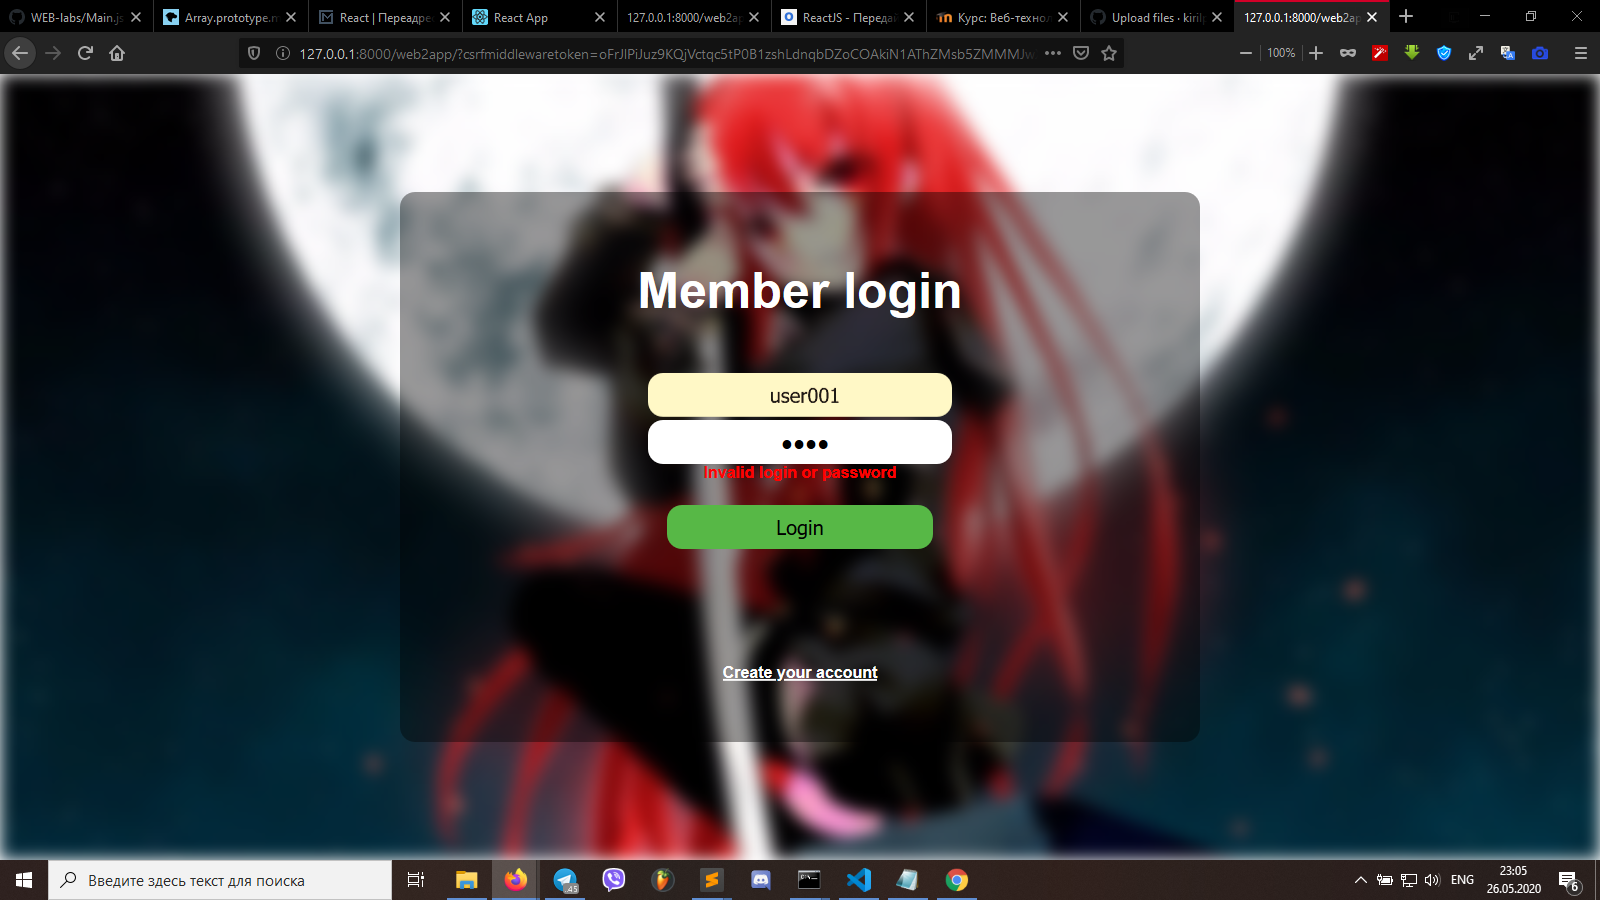 WEB-labs/Main.js
Array.prototype.m
React | Переадре
React App
127.0.0.1:8000/web2ap
ReactJS - Передай
Курс: Веб-технол
Upload files · kiril
127.0.0.1:8000/web2ap
127.0.0.1:8000/web2app/?csrfmiddlewaretoken=
100%
Member login
user001
Invalid login or password
Login
Create your account
Введите здесь текст для поиска
.45
ENG
23:05
26.05.2020
6